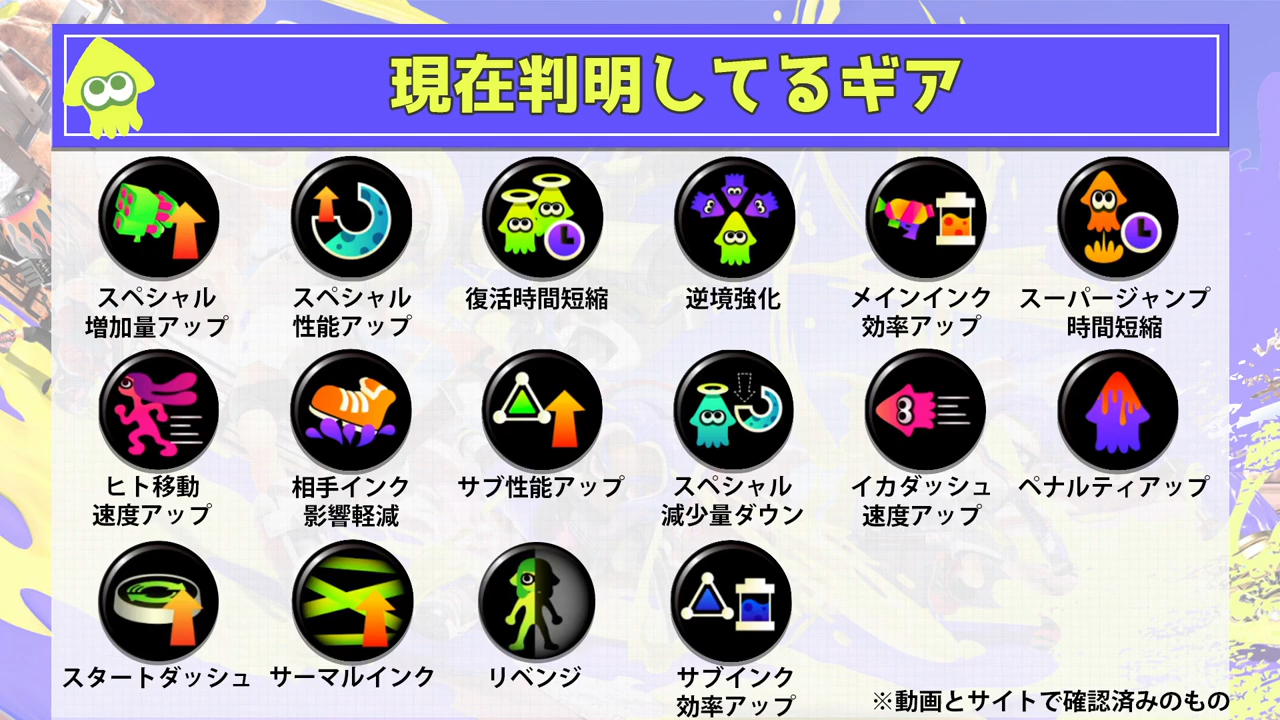 現在判明してるギア
スペシャル
増加量アップ
スペシャル
性能アップ
復活時間短縮
逆境強化
メインインク
効率アップ
スーパージャンプ
時間短縮
ヒト移動
速度アップ
相手インク
影響軽減
サブ性能アップ
スペシャル
減少量ダウン
イカダッシュ
速度アップ
ペナルティアップ
スタートダッシュ
サーマルインク
リベンジ
サブインク
効率アップ
※動画とサイトで確認済みのもの